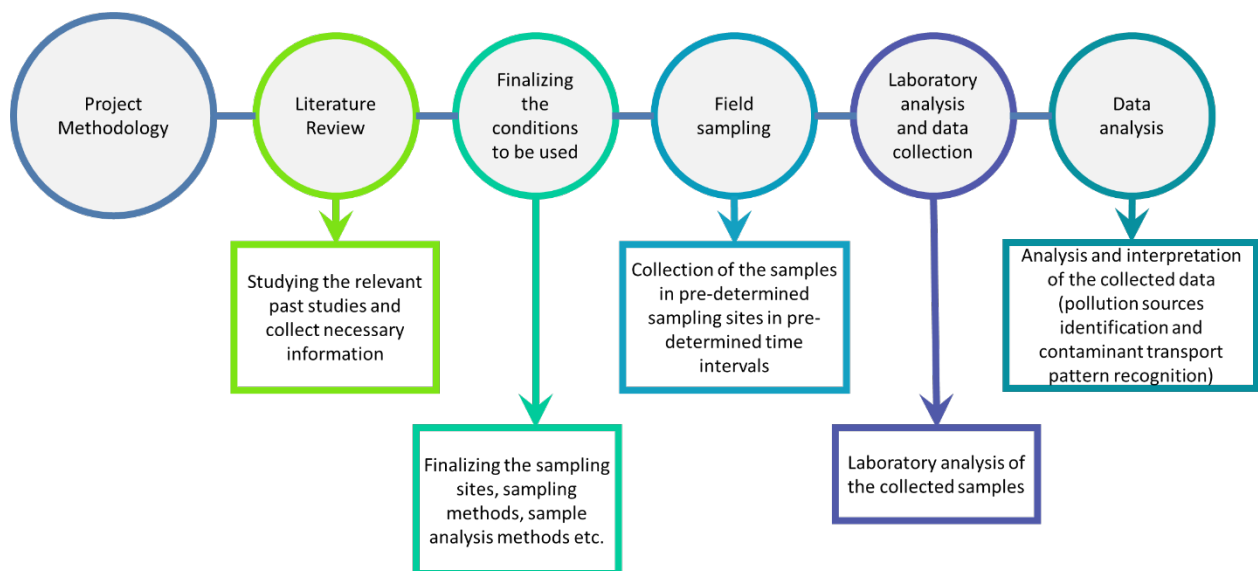 Project
Methodology
Literature
Review
Finalizing
the
conditions
to be used
Field
sampling
Laboratory
analysis
and data
collection
Data
analysis
Studying the relevant
past studies and
collect necessary
information
Finalizing the sampling
sites, sampling
methods, sample
analysis methods etc.
Collection of the samples
in pre-determined
sampling sites in pre-
determined time
intervals
Laboratory analysis of
the collected samples
Analysis and interpretation
of the collected data
(pollution sources
identification and
contaminant transport
pattern recognition)